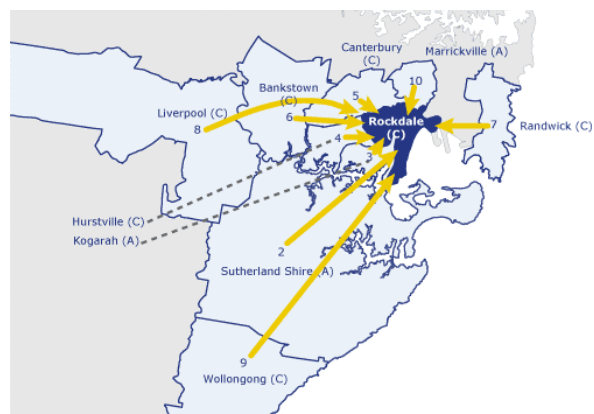 Canterbury
(C)
Marrickville (A)
Bankstown
(C)
10
5
Liverpool (C)
8
6
Rockdale
(C)
7
Randwick (C)
4
3
Hurstville (C)
Kogarah (A)
2
Sutherland Shire (A)
9
Wollongong (C)